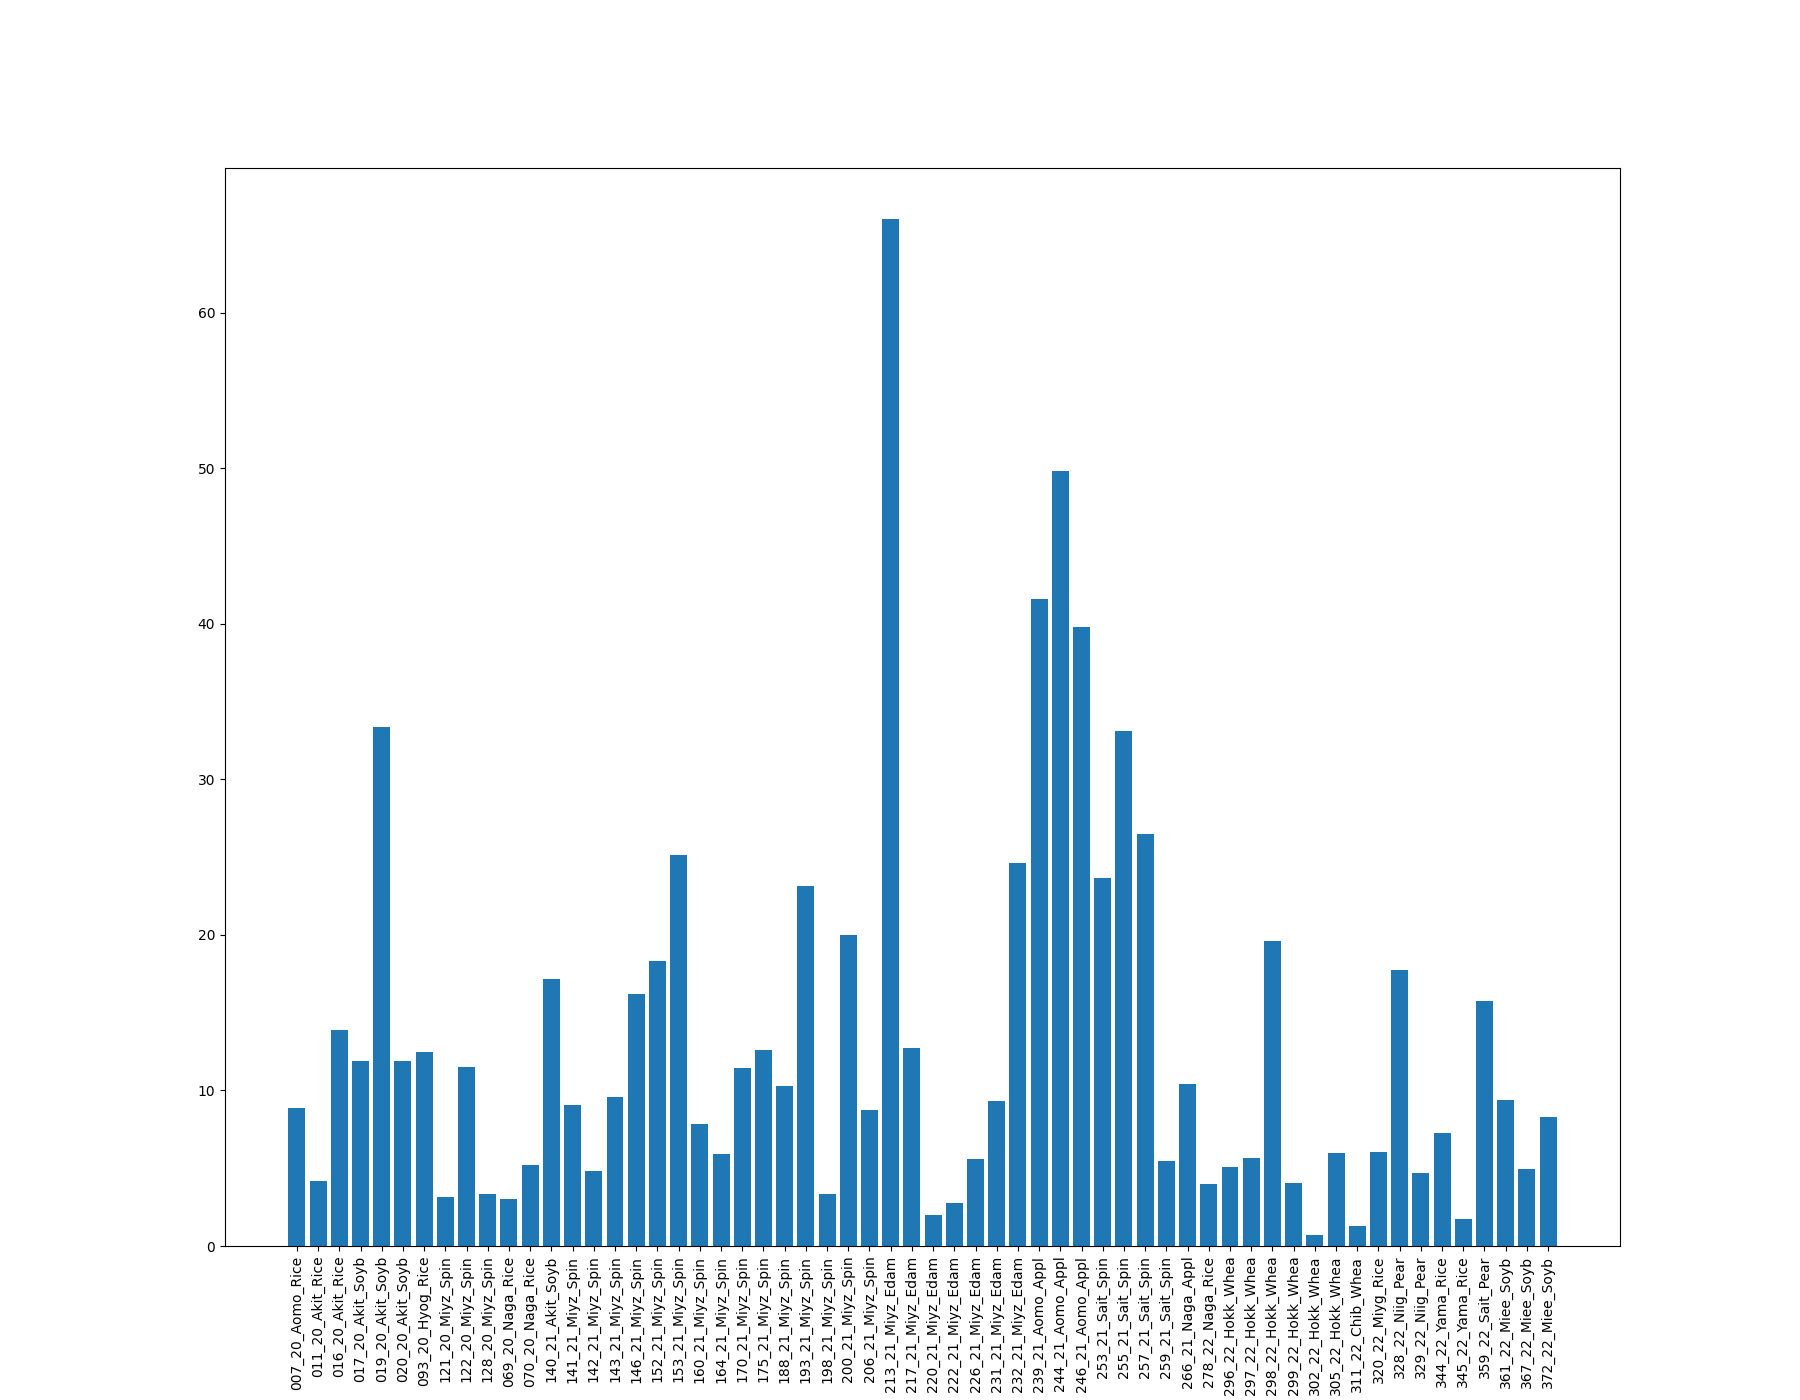 60
50
40
30
20
10
0
007_20_Aomo_Rice
011_20_Akit_Rice
016_20_Akit_Rice
017_20_Akit_Soyb
019_20_Akit_Soyb
020_20_Akit_Soyb
093_20_Hyog_Rice
121_20_Miyz_Spin
122_20_Miyz_Spin
128_20_Miyz_Spin
069_20_Naga_Rice
070_20_Naga_Rice
140_21_Akit_Soyb
141_21_Miyz_Spin
142_21_Miyz_Spin
143_21_Miyz_Spin
146_21_Miyz_Spin
152_21_Miyz_Spin
153_21_Miyz_Spin
160_21_Miyz_Spin
164_21_Miyz_Spin
170_21_Miyz_Spin
175_21_Miyz_Spin
188_21_Miyz_Spin
193_21_Miyz_Spin
198_21_Miyz_Spin
200_21_Miyz_Spin
206_21_Miyz_Spin
213_21_Miyz_Edam
217_21_Miyz_Edam
220_21_Miyz_Edam
222_21_Miyz_Edam
226_21_Miyz_Edam
231_21_Miyz_Edam
232_21_Miyz_Edam
239_21_Aomo_Appl
244_21_Aomo_Appl
246_21_Aomo_Appl
253_21_Sait_Spin
255_21_Sait_Spin
257_21_Sait_Spin
259_21_Sait_Spin
266_21_Naga_Appl
278_22_Naga_Rice
296_22_Hokk_Whea
297_22_Hokk_Whea
298_22_Hokk_Whea
299_22_Hokk_Whea
302_22_Hokk_Whea
305_22_Hokk_Whea
311_22_Chib_Whea
320_22_Miyg_Rice
328_22_Niig_Pear
329_22_Niig_Pear
344_22_Yama_Rice
345_22_Yama_Rice
359_22_Sait_Pear
361_22_Miee_Soyb
367_22_Miee_Soyb
372_22_Miee_Soyb